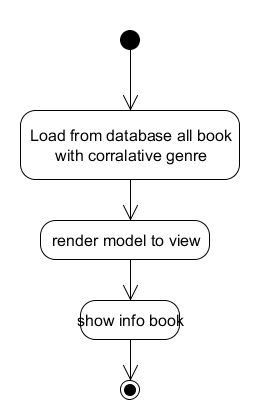 Load from database all book
with corralative genre
render model to view
show info book